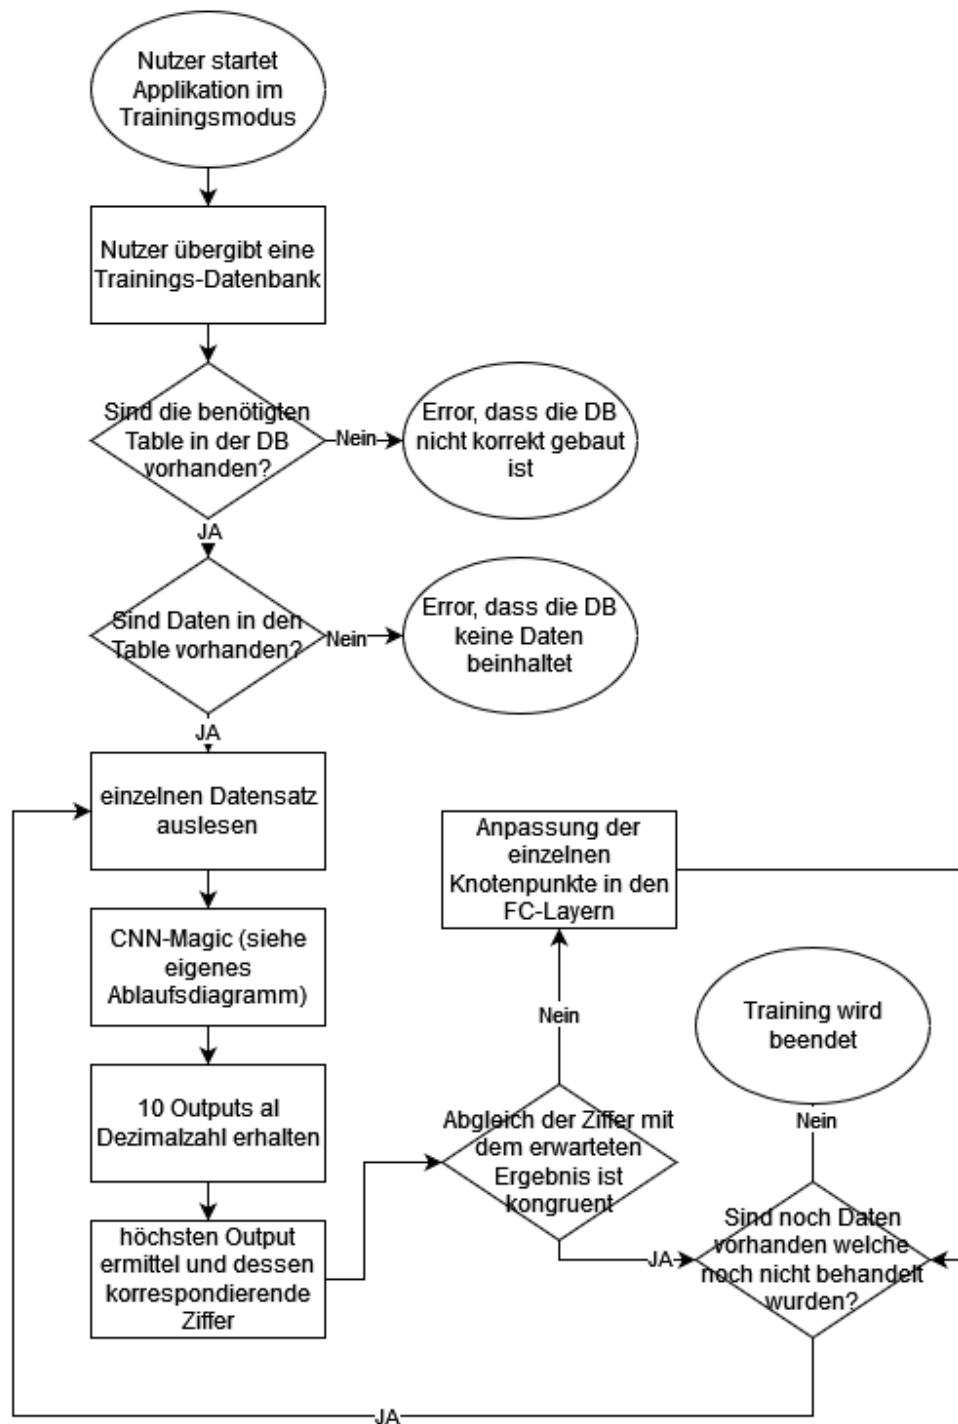 Nutzer startet
Applikation im
Trainingsmodus
Nutzer übergibt eine
Trainings-Datenbank
Sind die benötigten
Table in der DB
vorhanden?
Nein
Error, dass die DB
nicht korrekt gebaut
ist
JA
Sind Daten in den
Table vorhanden?
Nein
Error, dass die DB
keine Daten
beinhaltet
JA
einzelnen Datensatz
auslesen
CNN-Magic (siehe
eigenes
Ablaufsdiagramm)
10 Outputs al
Dezimalzahl erhalten
höchsten Output
ermittel und dessen
korrespondierende
Ziffer
Abgleich der Ziffer mit
dem erwarteten
Ergebnis ist
kongruent
Nein
Anpassung der
einzelnen
Knotenpunkte in den
FC-Layern
JA
Sind noch Daten
vorhanden welche
noch nicht behandelt
wurden?
Nein
Training wird
beendet
JA